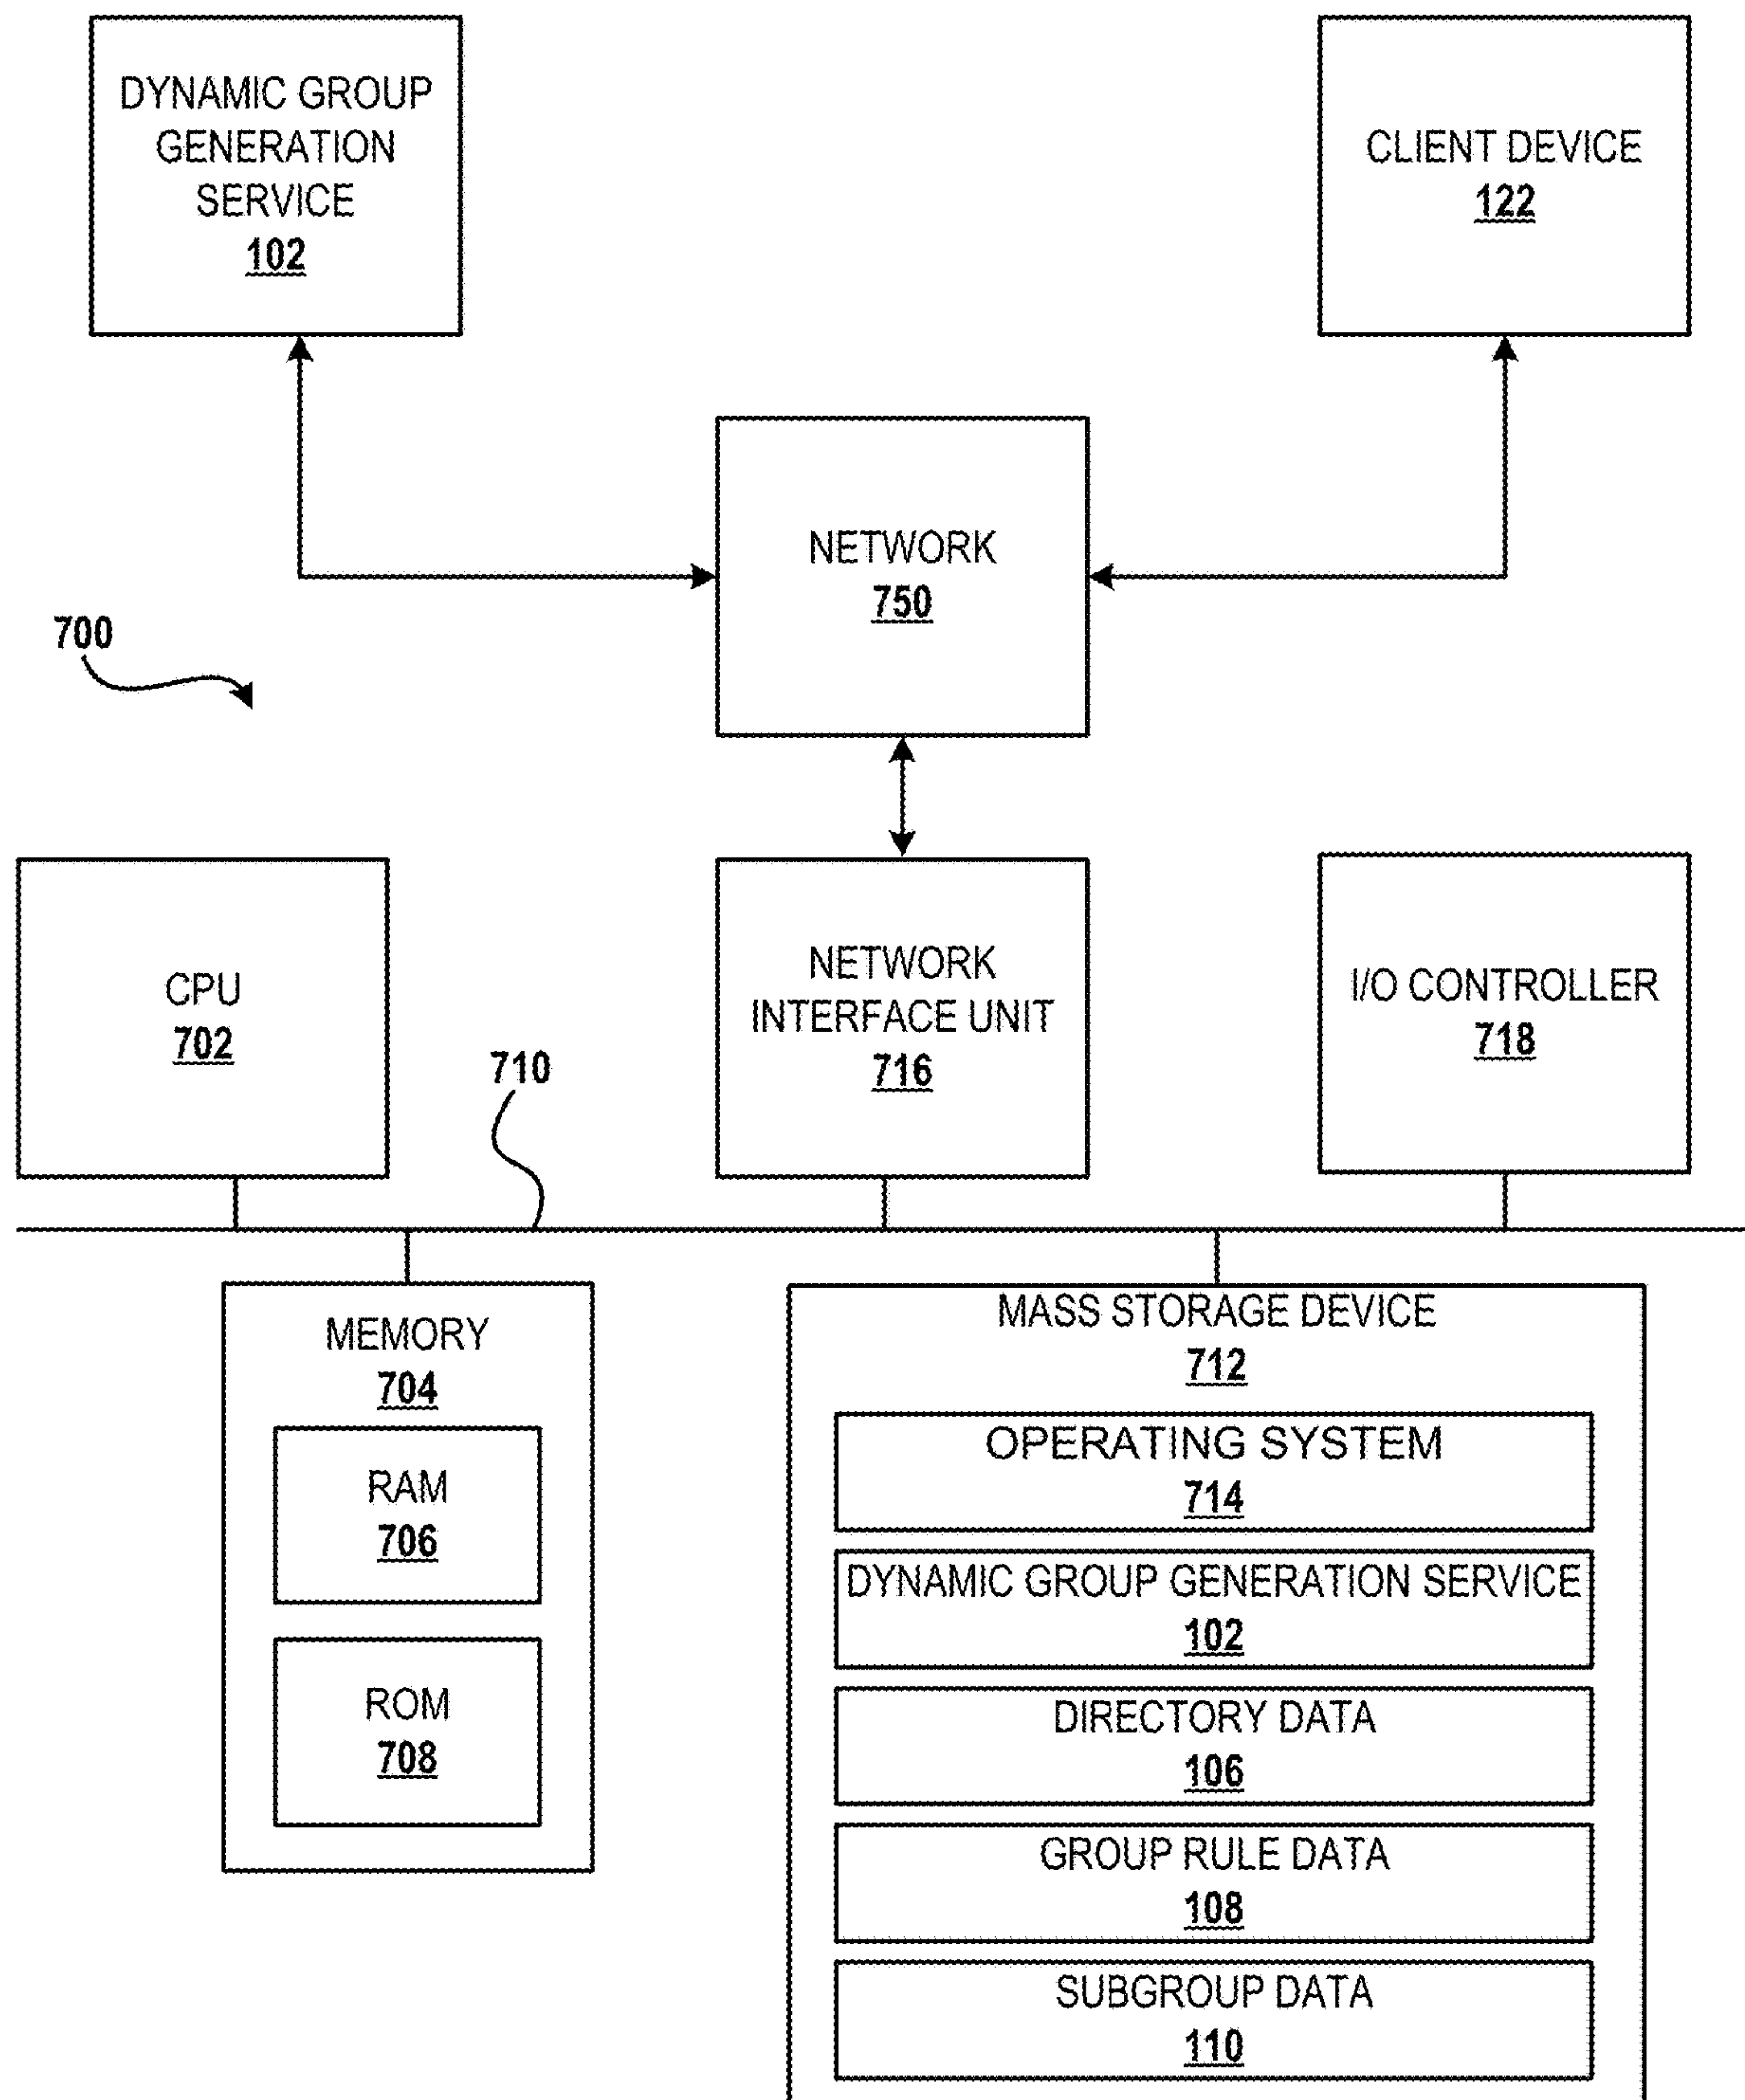 DYNAMIC GROUP
GENERATION
SERVICE
102
CLIENT DEVICE
122
NETWORK
750
700
CPU
702
NETWORK
INTERFACE UNIT
716
I/O CONTROLLER
718
710
MEMORY
704
RAM
706
ROM
708
MASS STORAGE DEVICE
712
OPERATING SYSTEM
714
DYNAMIC GROUP GENERATION SERVICE
102
DIRECTORY DATA
106
GROUP RULE DATA
108
SUBGROUP DATA
110